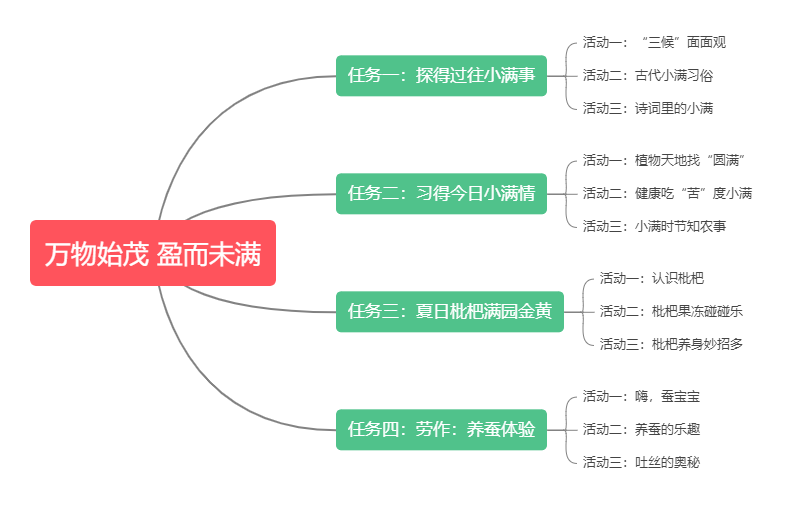 万物始茂 盈而未满
任务一：探得过往小满事
活动一：“三候”面面观
活动二：古代小满习俗
活动三：诗词里的小满
任务二：习得今日小满情
活动一：植物天地找“圆满”
活动二：健康吃“苦”度小满
活动三：小满时节知农事
任务三：夏日枇杷满园金黄
活动一：认识枇杷
活动二：枇杷果冻碰碰乐
活动三：枇杷养身妙招多
任务四：劳作：养蚕体验
活动一：嗨，蚕宝宝
活动二：养蚕的乐趣
活动三：吐丝的奥秘